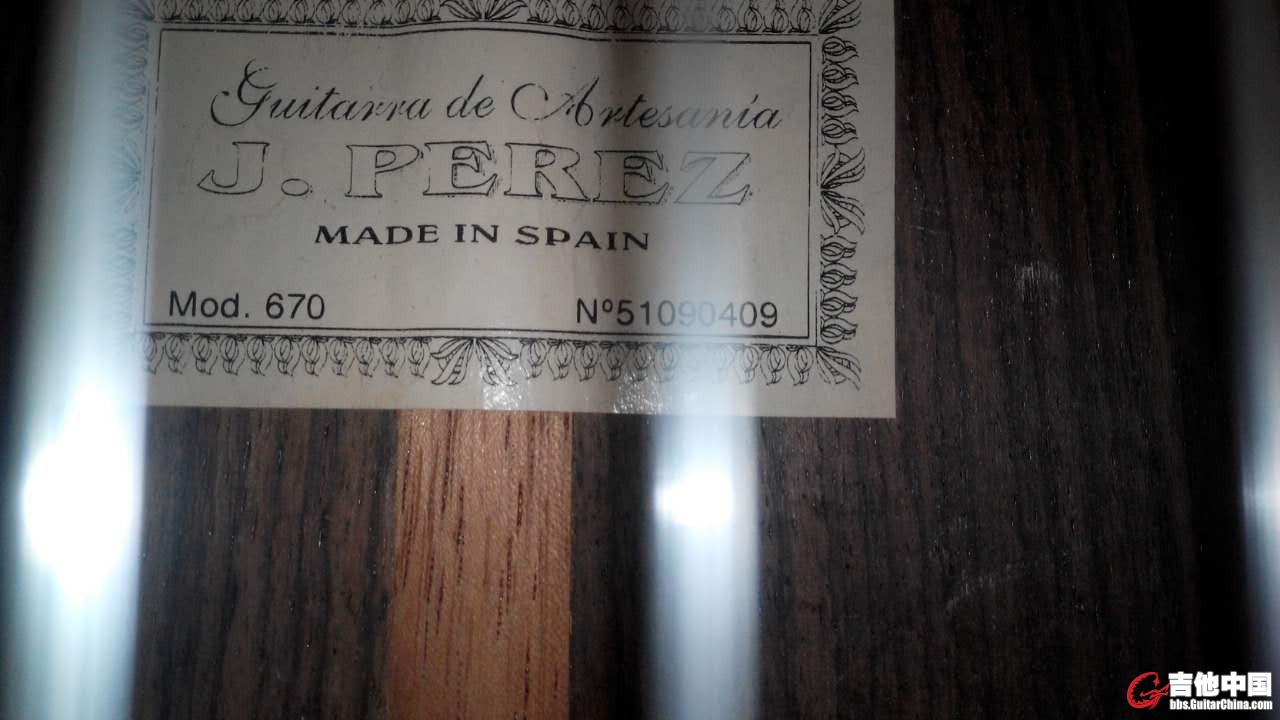 Guitarra de Artesanía
J. PEREZ
MADE IN SPAIN
Mod. 670 Nº51090409
吉他中国
bbs.GuitarChina.com